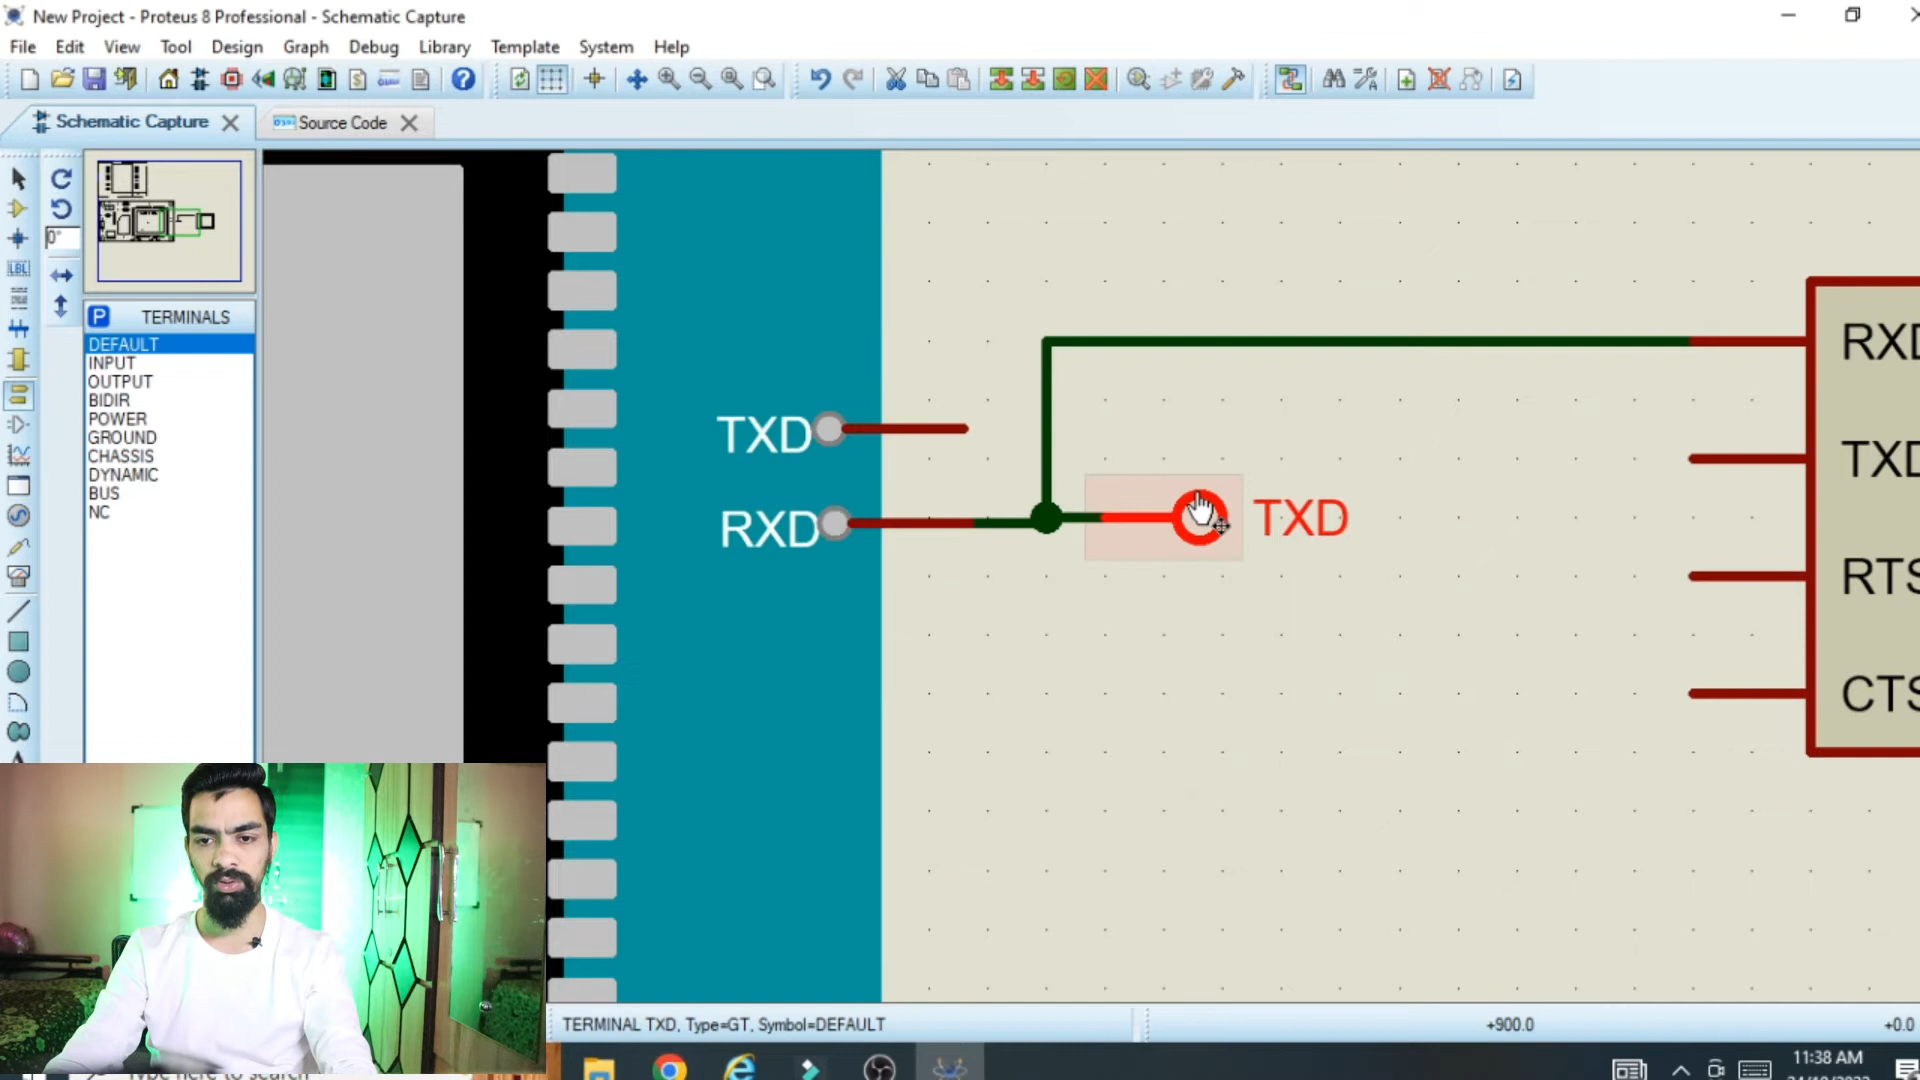 New Project - Proteus 8 Professional - Schematic Capture
File Edit View Tool Design Graph Debug Library Template System Help
Schematic Capture
Source Code
0°
LBL
P TERMINALS
DEFAULT
INPUT
OUTPUT
BIDIR
POWER
GROUND
CHASSIS
DYNAMIC
BUS
NC
TXD
RXD
TXD
RXD
TXD
RTS
CTS
TERMINAL TXD, Type=GT, Symbol=DEFAULT
+900.0
+0.0
11:38 AM